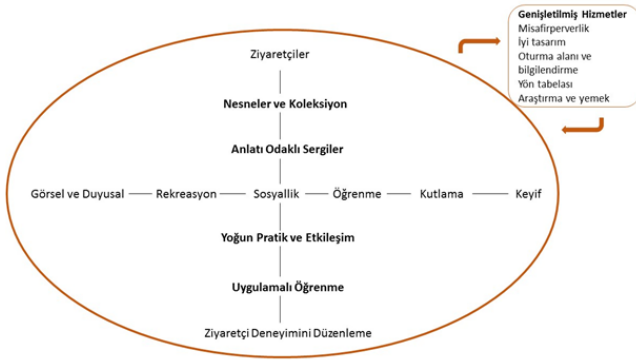 Genişletilmiş Hizmetler
Misafirperverlik
İyi tasarım
Oturma alanı ve
bilgilendirme
Yön tabelası
Araştırma ve yemek
Ziyaretçiler
Nesneler ve Koleksiyon
Anlatı Odaklı Sergiler
Görsel ve Duyusal Rekreasyon Sosyallik Öğrenme Kutlama Keyif
Yoğun Pratik ve Etkileşim
Uygulamalı Öğrenme
Ziyaretçi Deneyimini Düzenleme